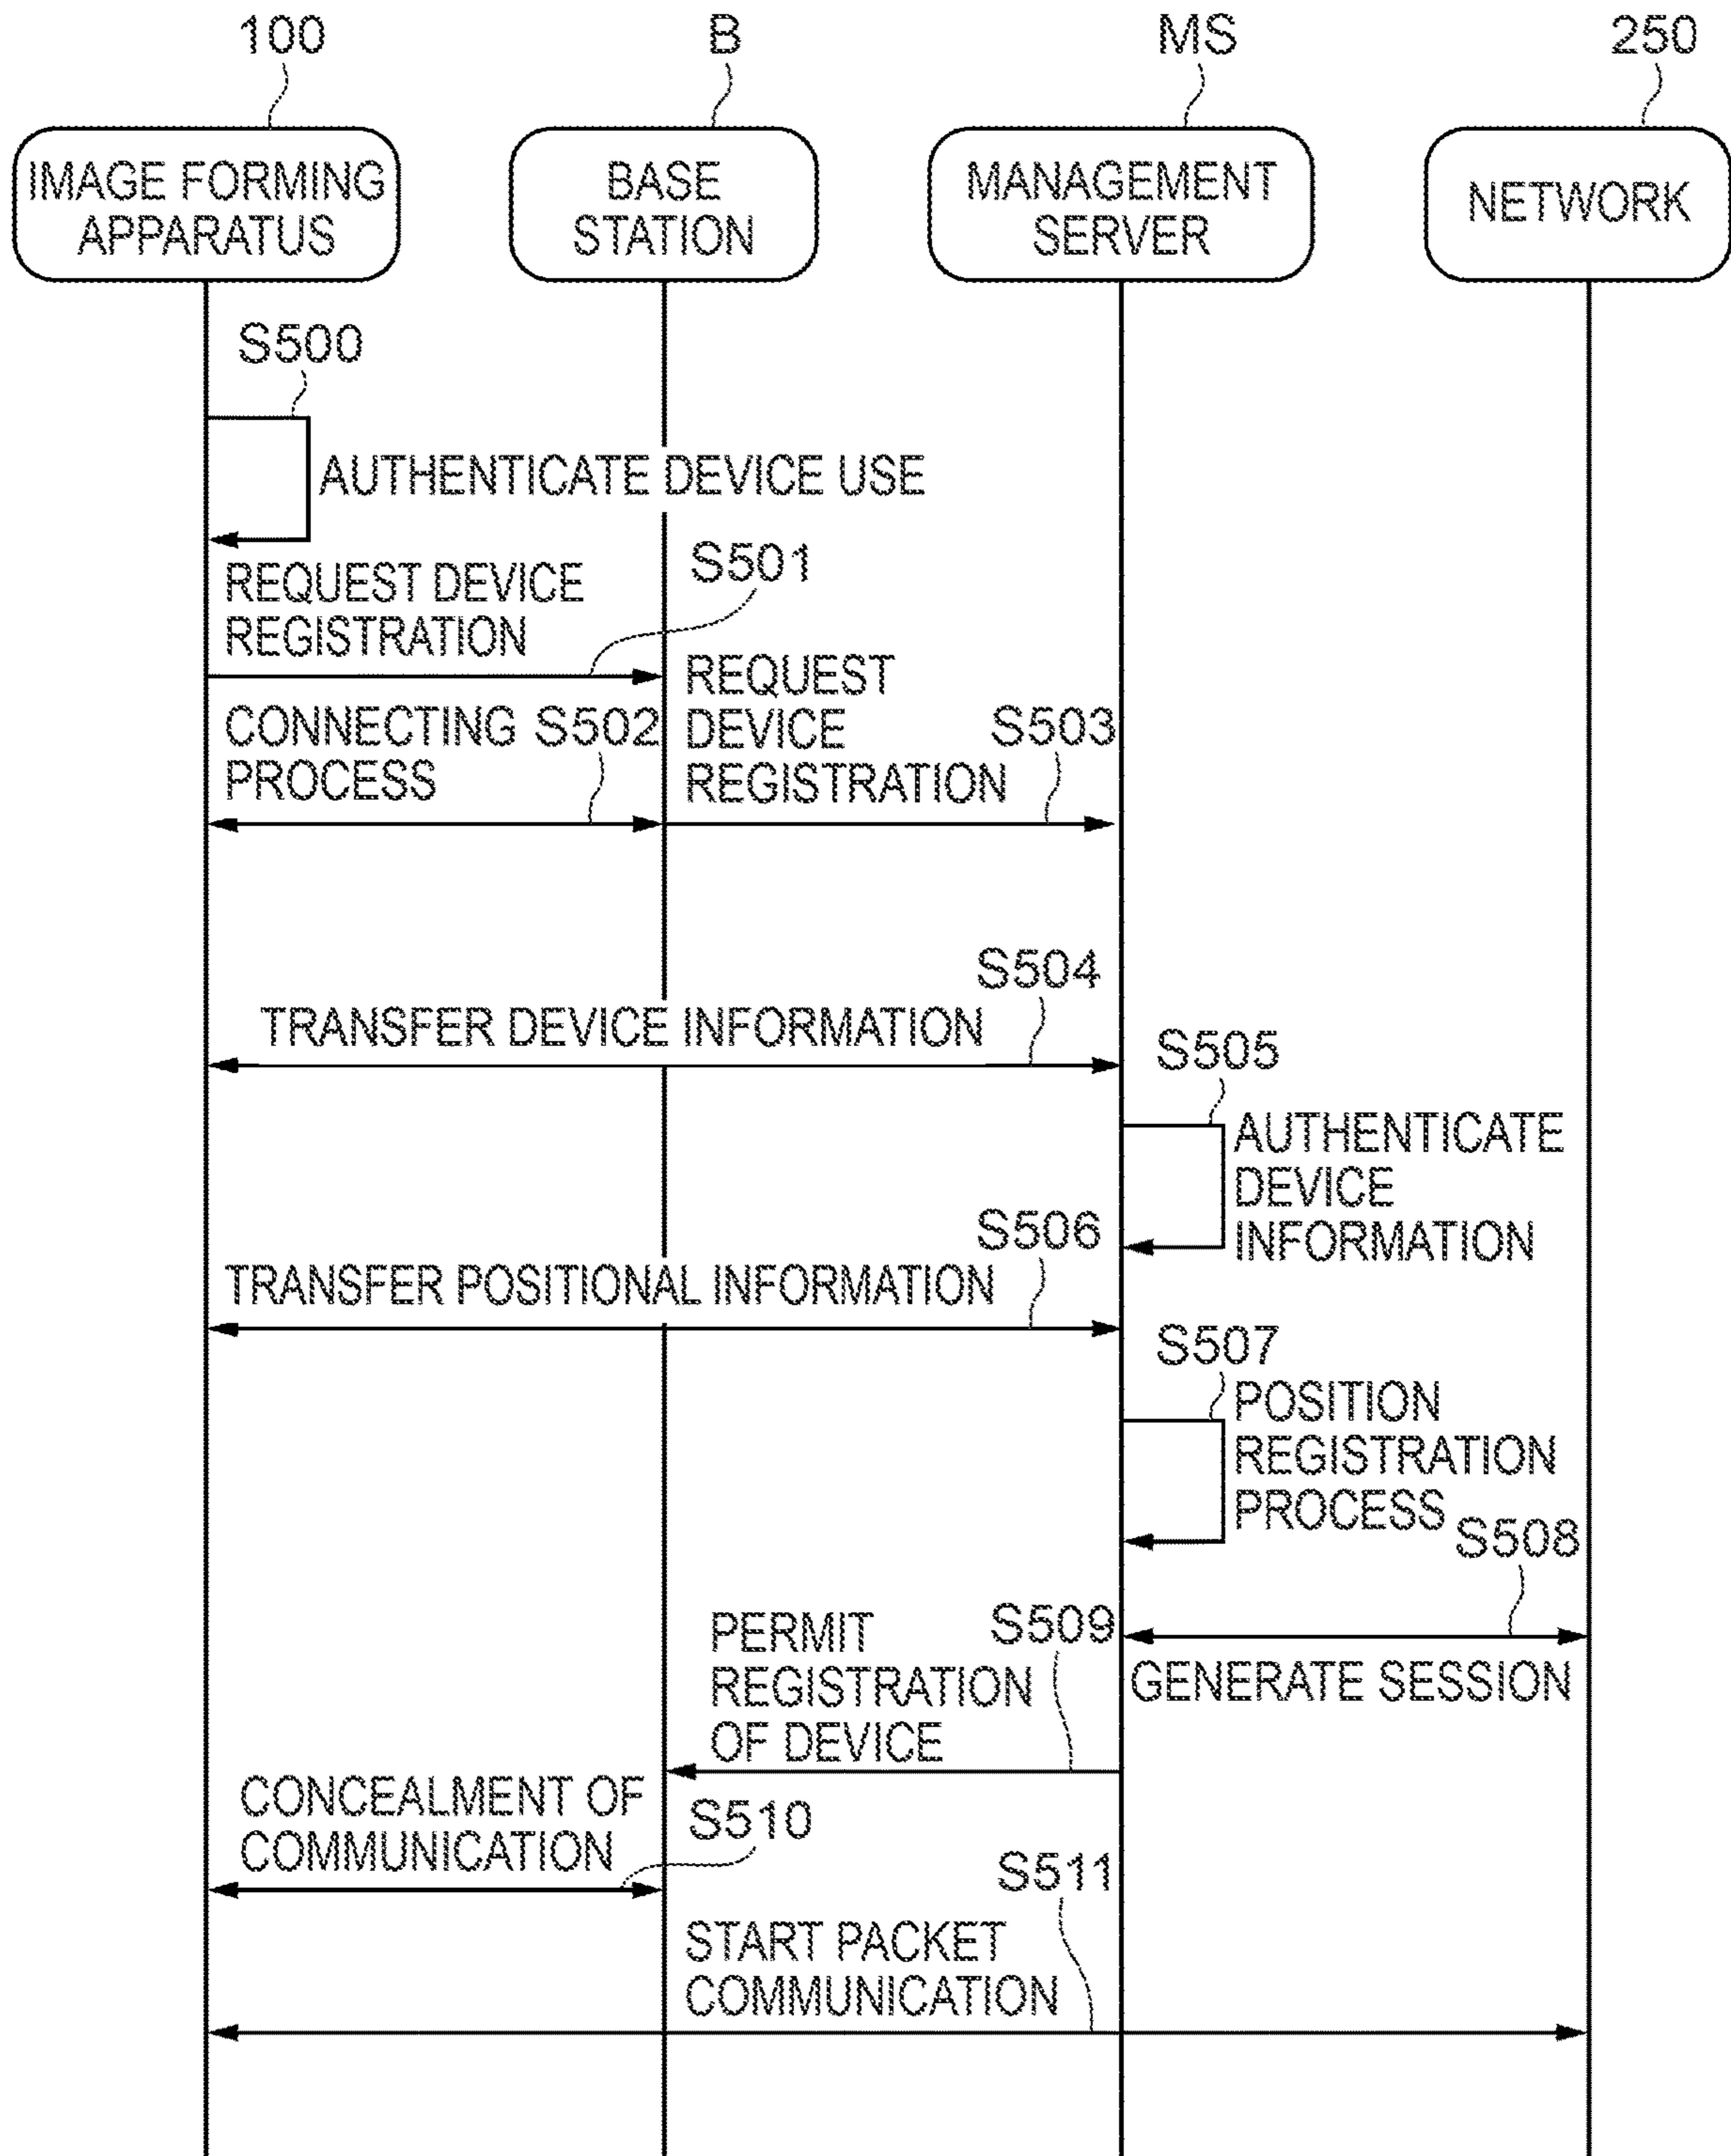 100
B
MS
250
IMAGE FORMING
APPARATUS
BASE
STATION
MANAGEMENT
SERVER
NETWORK
S500
AUTHENTICATE DEVICE USE
REQUEST DEVICE
REGISTRATION
S501
CONNECTING
PROCESS
S502
REQUEST
DEVICE
REGISTRATION
S503
S504
TRANSFER DEVICE INFORMATION
S505
AUTHENTICATE
DEVICE
INFORMATION
S506
TRANSFER POSITIONAL INFORMATION
S507
POSITION
REGISTRATION
PROCESS
S508
GENERATE SESSION
S509
PERMIT
REGISTRATION
OF DEVICE
CONCEALMENT OF
COMMUNICATION
S510
S511
START PACKET
COMMUNICATION